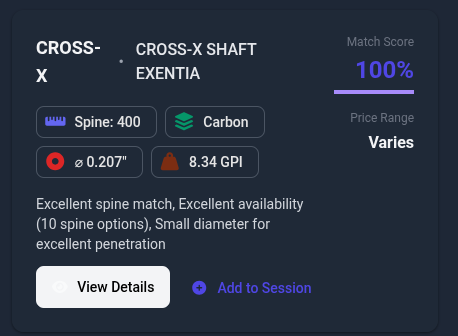 CROSS-
X
•
CROSS-X SHAFT
EXENTIA
Match Score
100%
Price Range
Varies
Spine: 400
Carbon
⌀ 0.207"
8.34 GPI
Excellent spine match, Excellent availability
(10 spine options), Small diameter for
excellent penetration
View Details
Add to Session